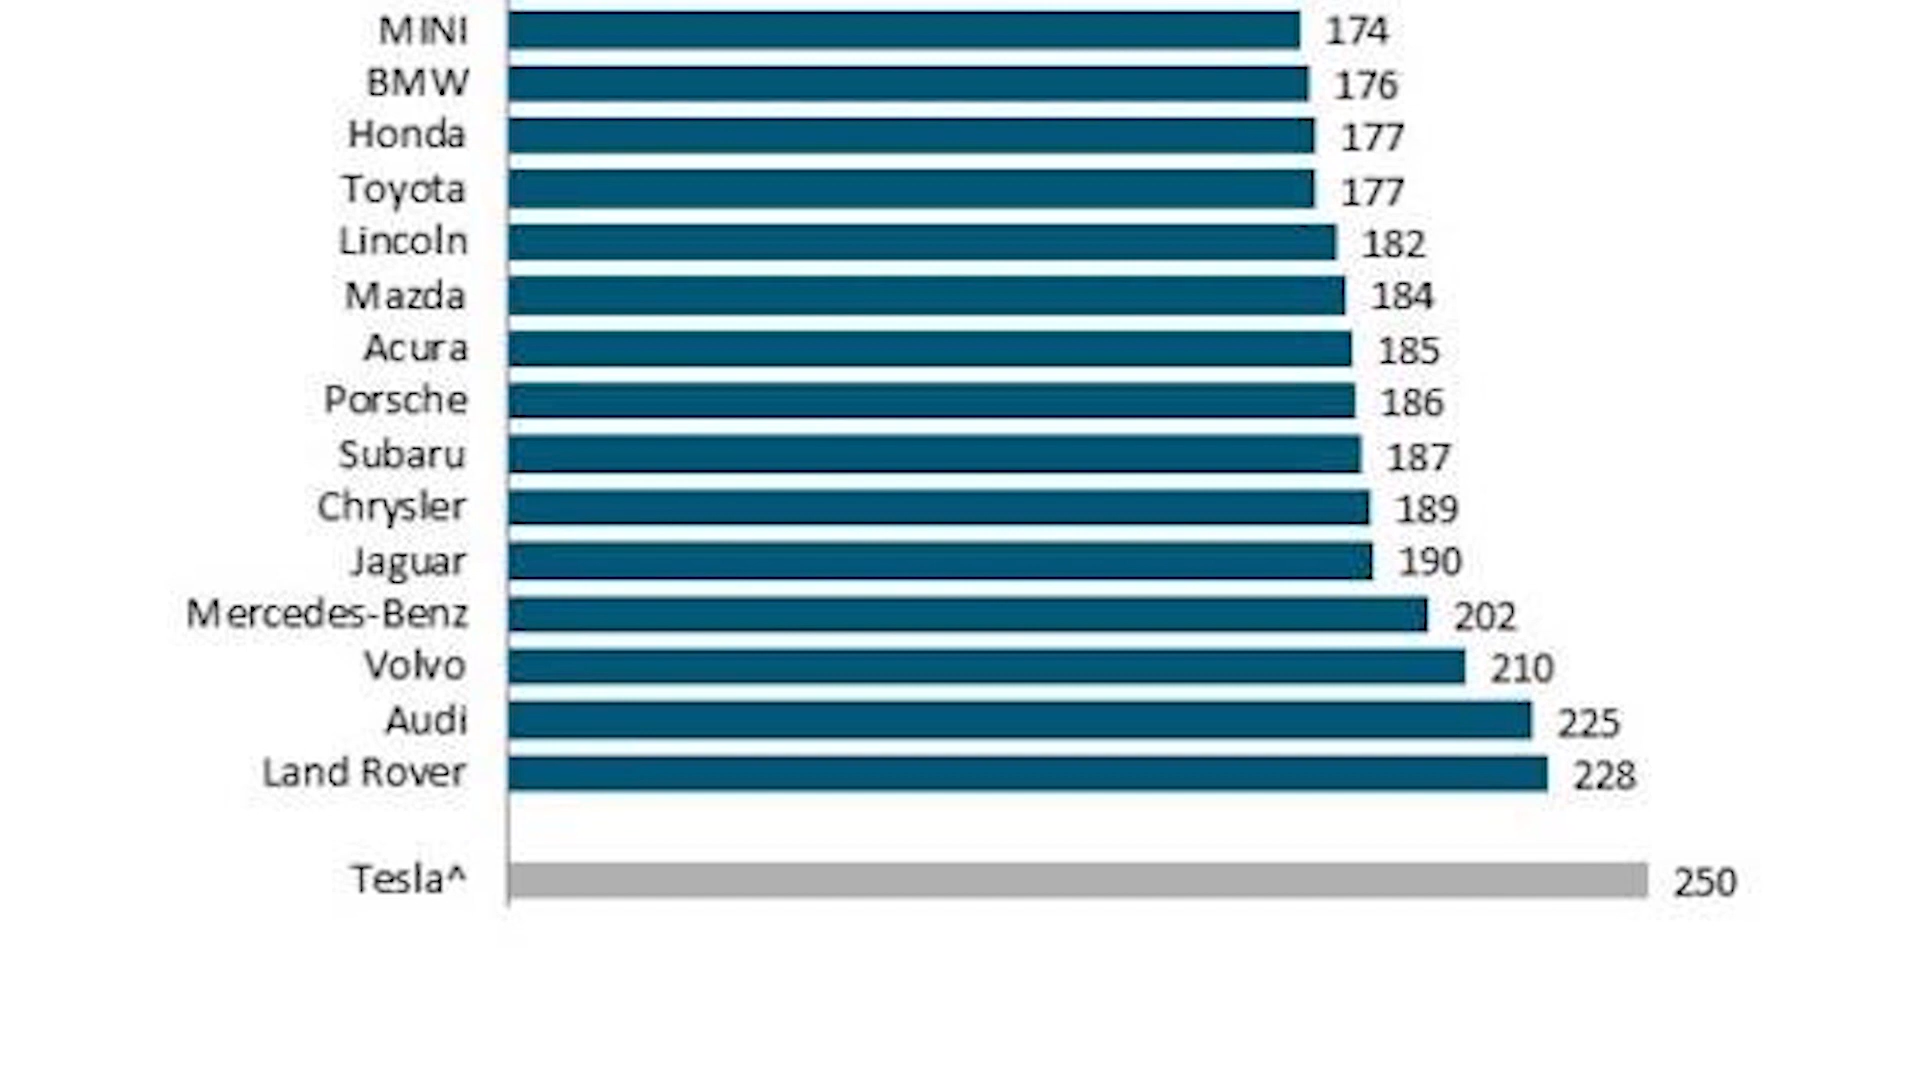 MINI 174
BMW 176
Honda 177
Toyota 177
Lincoln 182
Mazda 184
Acura 185
Porsche 186
Subaru 187
Chrysler 189
Jaguar 190
Mercedes-Benz 202
Volvo 210
Audi 225
Land Rover 228
Tesla^ 250